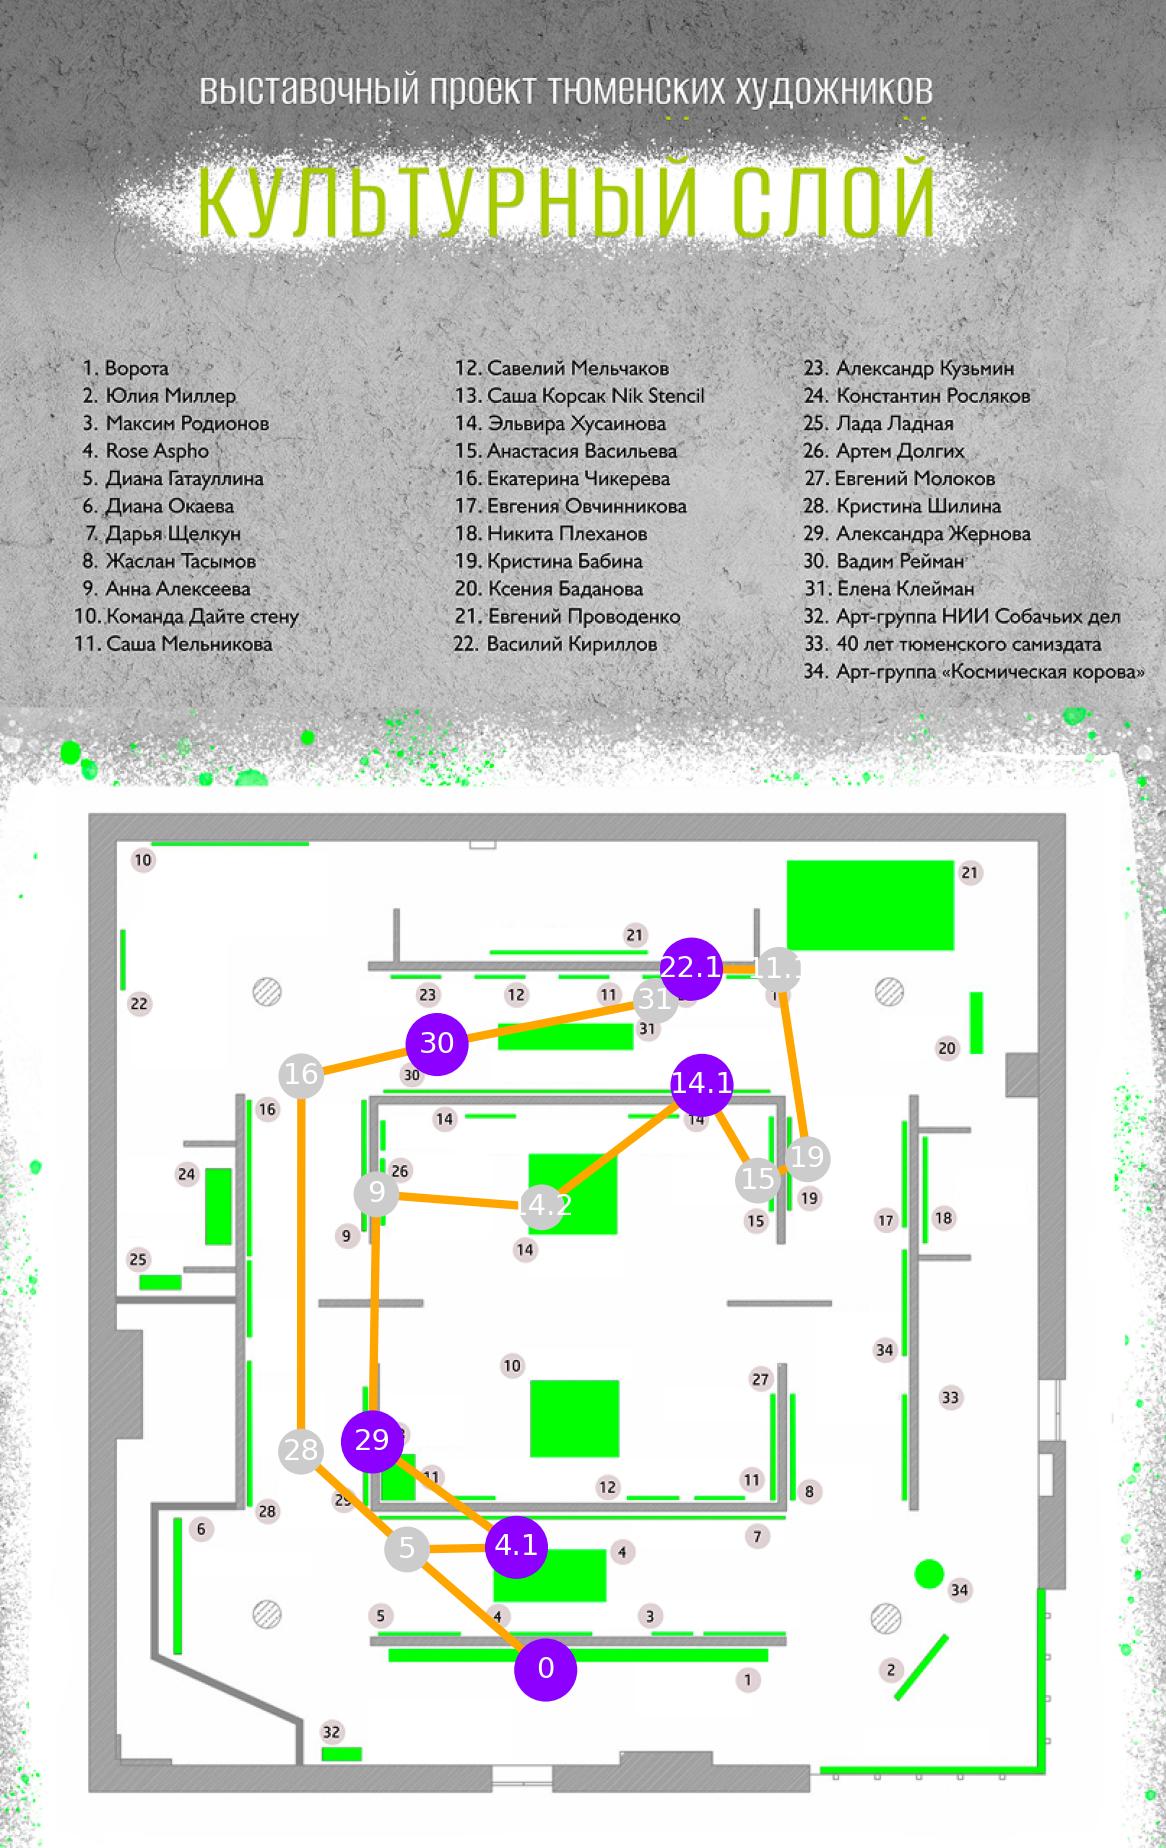 выставочный проект тюменских художников
КУЛЬТУРНЫЙ СЛОЙ
1. Ворота
2. Юлия Миллер
3. Максим Родионов
4. Rose Aspho
5. Диана Гатауллина
6. Диана Окаева
7. Дарья Щелкун
8. Жаслан Тасымов
9. Анна Алексеева
10. Команда Дайте стену
11. Саша Мельникова
12. Савелий Мельчаков
13. Саша Корсак Nik Stencil
14. Эльвира Хусаинова
15. Анастасия Васильева
16. Екатерина Чикерева
17. Евгения Овчинникова
18. Никита Плеханов
19. Кристина Бабина
20. Ксения Баданова
21. Евгений Проводенко
22. Василий Кириллов
23. Александр Кузьмин
24. Константин Росляков
25. Лада Ладная
26. Артем Долгих
27. Евгений Молоков
28. Кристина Шилина
29. Александра Жернова
30. Вадим Рейман
31. Елена Клейман
32. Арт-группа НИИ Собачьих дел
33. 40 лет тюменского самиздата
34. Арт-группа «Космическая корова»
10
21
21
22.1
23
12
11
31
22
31
30
20
30
16
14.1
16
14
14
24
26
9
15
19
19
14.2
15
17
18
9
14
25
34
10
27
33
29
28
11
12
11
8
29
28
6
7
5
4.1
4
34
5
4
3
0
2
1
32